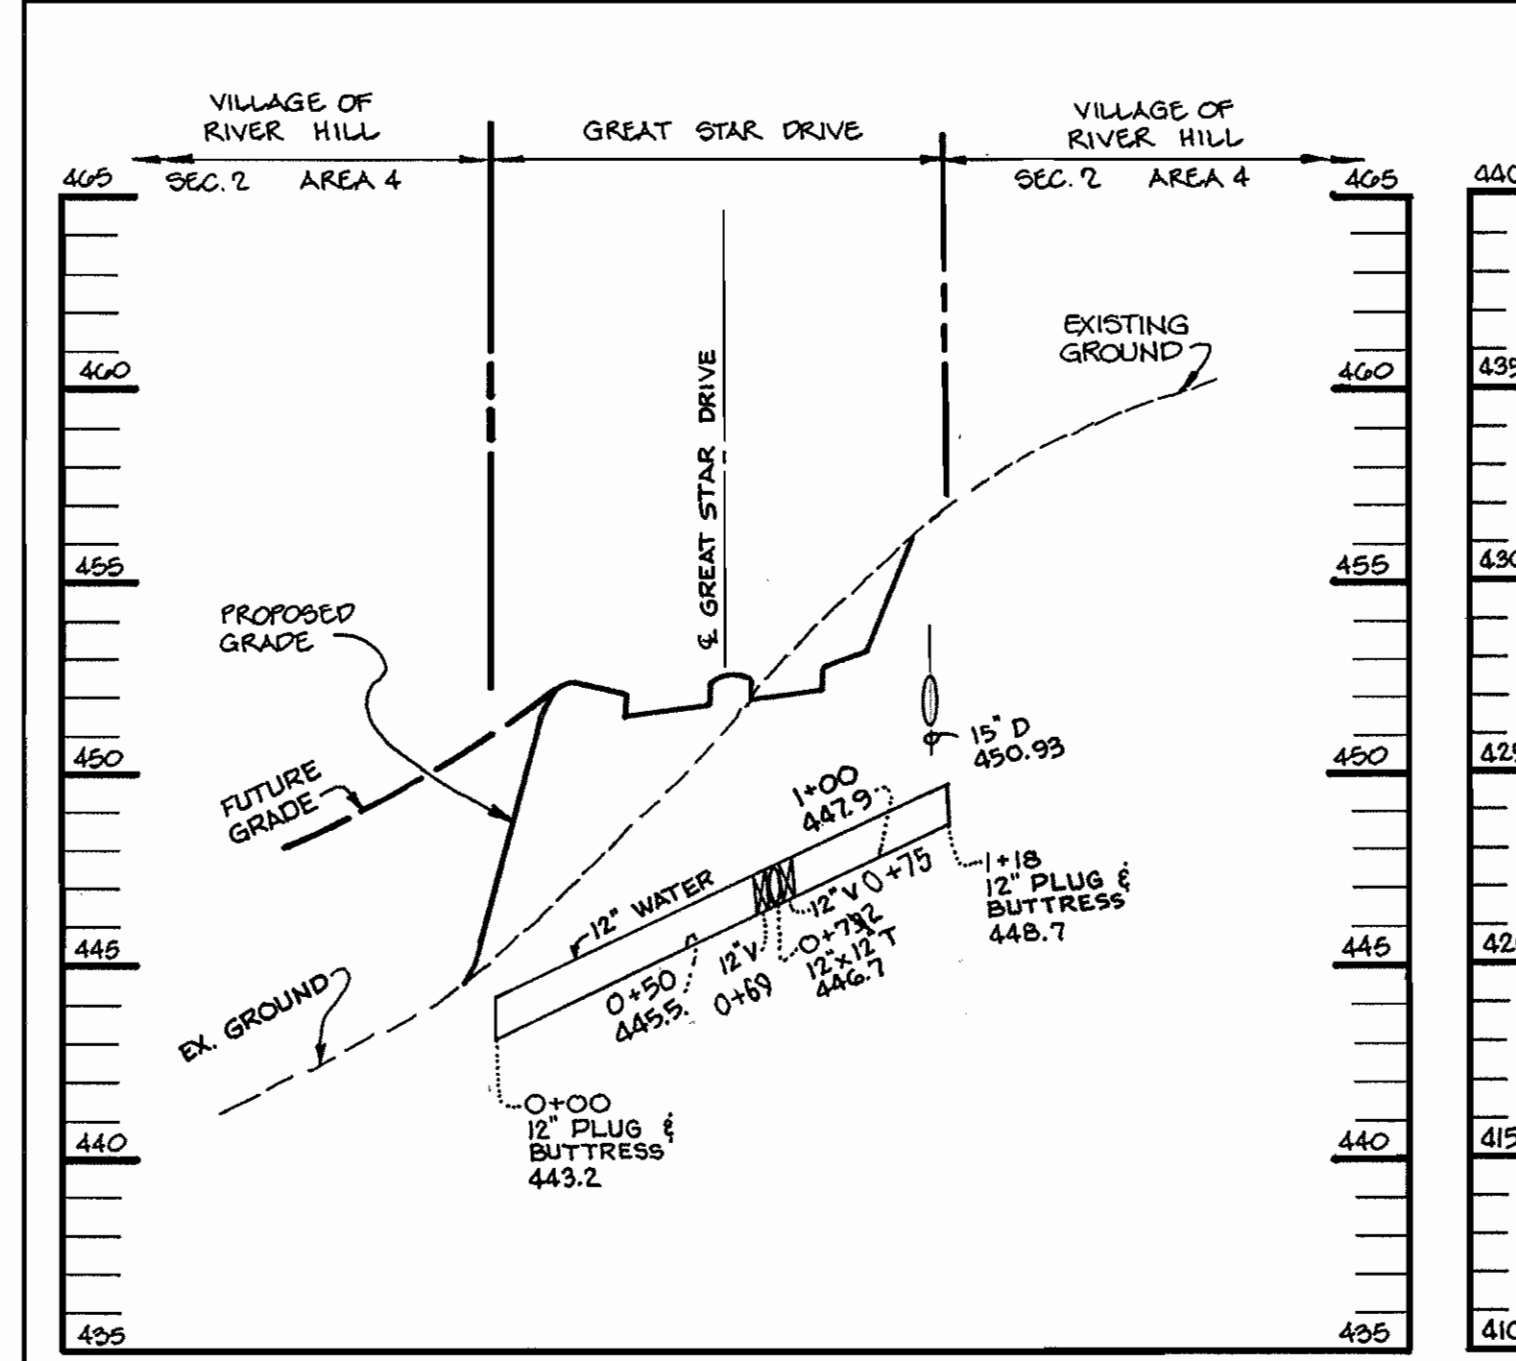 VILLAGE OF
RIVER HILL
SEC. 2 AREA 4
GREAT STAR DRIVE
VILLAGE OF
RIVER HILL
SEC. 2 AREA 4
465
460
455
450
445
440
435
465
460
455
450
445
440
435
EXISTING
GROUND
℄ GREAT STAR DRIVE
PROPOSED
GRADE
FUTURE
GRADE
15" D
450.93
1+00
447.9
12" WATER
1+18
12" PLUG &
BUTTRESS
448.7
12" V 0+75
12" x 12" T
446.7
12" V
0+69
0+50
445.5
EX. GROUND
0+00
12" PLUG &
BUTTRESS
443.2